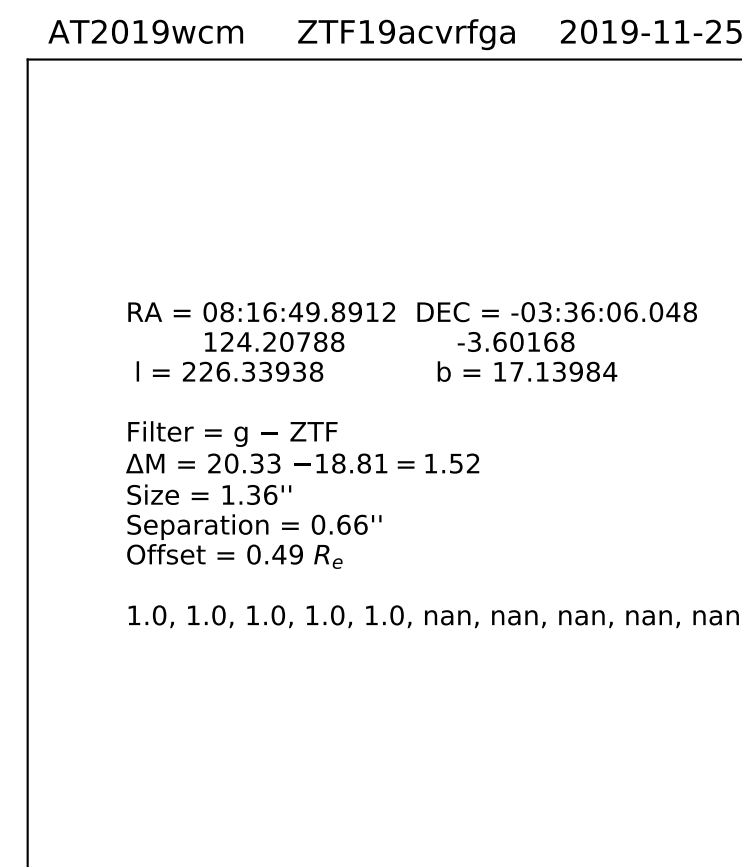 AT2019wcm ZTF19acvrfga 2019-11-25
RA = 08:16:49.8912 DEC = -03:36:06.048
124.20788 -3.60168
l = 226.33938 b = 17.13984
Filter = g − ZTF
ΔM = 20.33 −18.81 = 1.52
Size = 1.36''
Separation = 0.66''
Offset = 0.49 Re
1.0, 1.0, 1.0, 1.0, 1.0, nan, nan, nan, nan, nan